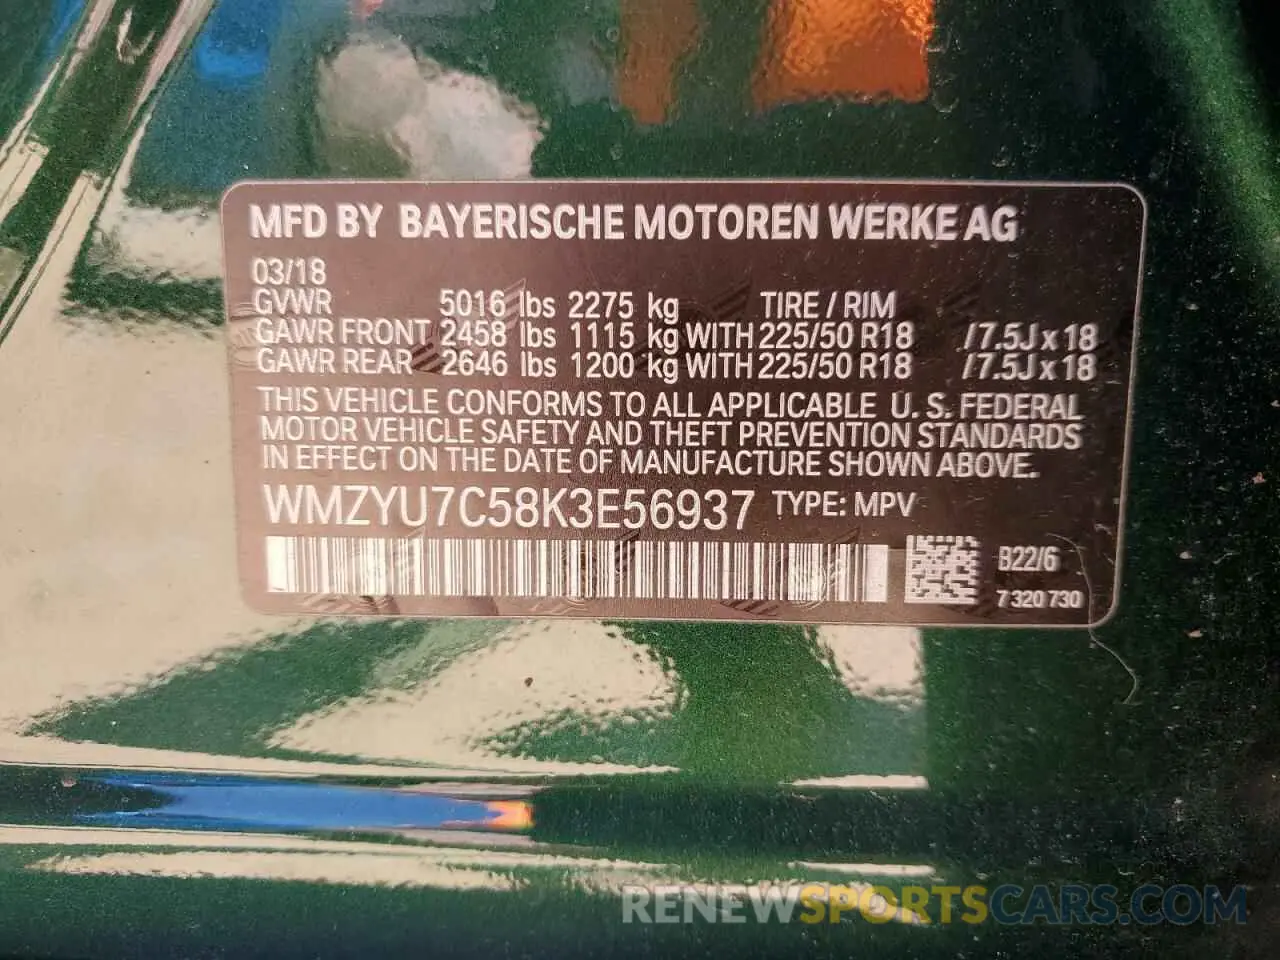 MFD BY BAYERISCHE MOTOREN WERKE AG
03/18
GVWR 5016 lbs 2275 kg TIRE / RIM
GAWR FRONT 2458 lbs 1115 kg WITH 225/50 R18 /7.5J x 18
GAWR REAR 2646 lbs 1200 kg WITH 225/50 R18 /7.5J x 18
THIS VEHICLE CONFORMS TO ALL APPLICABLE U. S. FEDERAL
MOTOR VEHICLE SAFETY AND THEFT PREVENTION STANDARDS
IN EFFECT ON THE DATE OF MANUFACTURE SHOWN ABOVE.
WMZYU7C58K3E56937 TYPE: MPV
B22/6
7 320 730
RENEWSPORTSCARS.COM